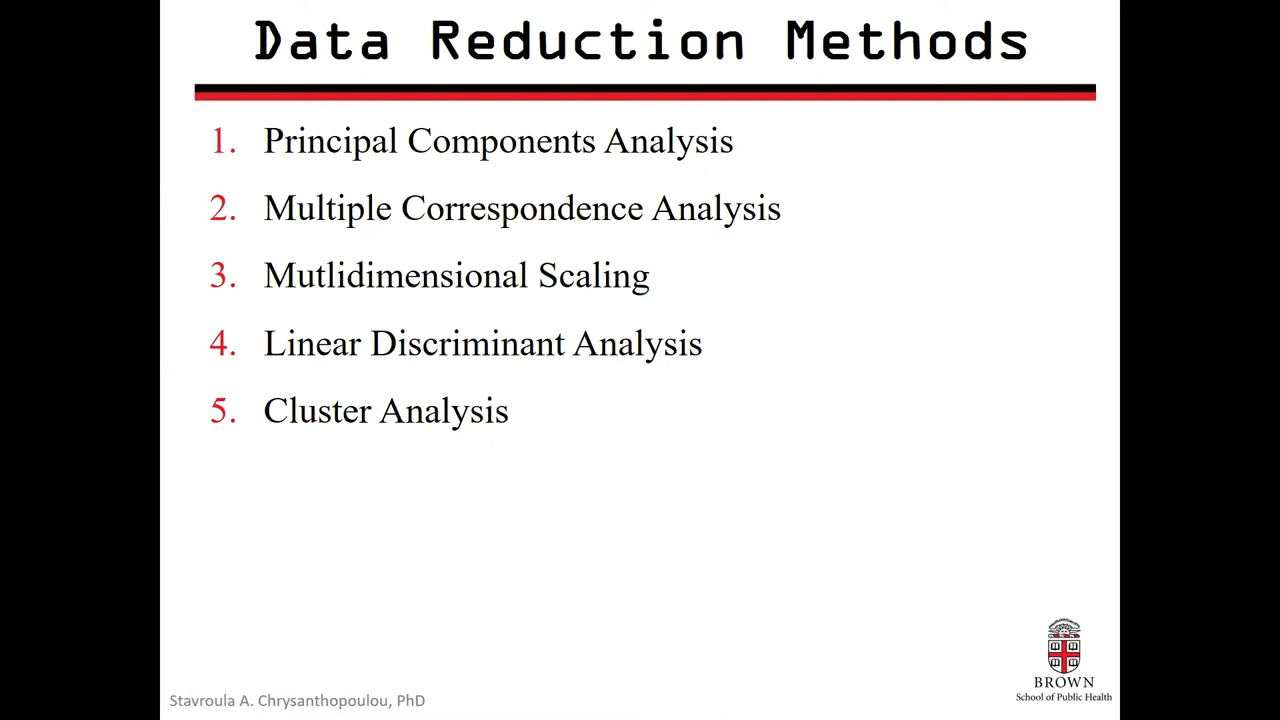 Data Reduction Methods
1. Principal Components Analysis
2. Multiple Correspondence Analysis
3. Mutlidimensional Scaling
4. Linear Discriminant Analysis
5. Cluster Analysis
Stavroula A. Chrysanthopoulou, PhD
BROWN
School of Public Health